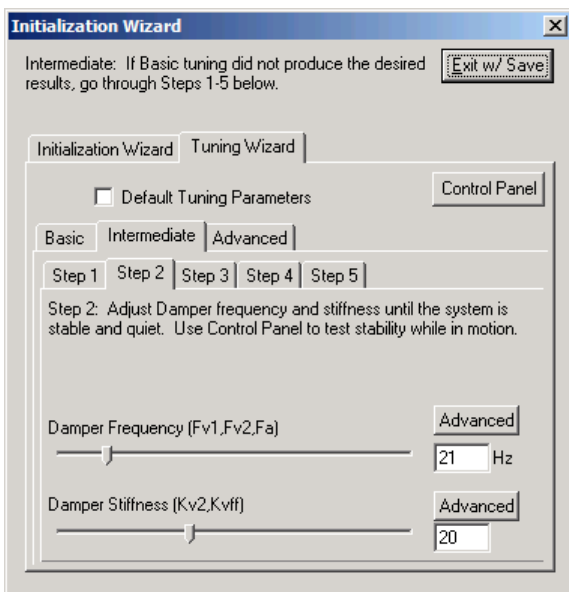 Initialization Wizard
Intermediate: If Basic tuning did not produce the desired
results, go through Steps 1-5 below.
Exit w/ Save
Initialization Wizard
Tuning Wizard
Default Tuning Parameters
Control Panel
Basic
Intermediate
Advanced
Step 1
Step 2
Step 3
Step 4
Step 5
Step 2: Adjust Damper frequency and stiffness until the system is
stable and quiet. Use Control Panel to test stability while in motion.
Damper Frequency (Fv1,Fv2,Fa)
Advanced
21 Hz
Damper Stiffness (Kv2,Kvff)
Advanced
20